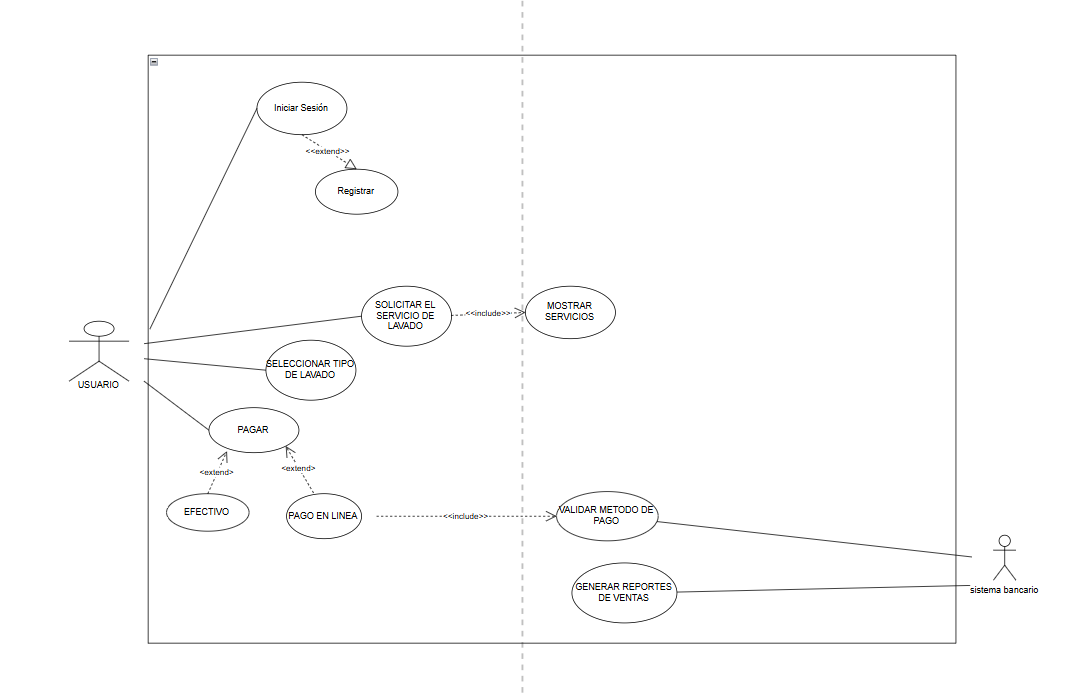 Iniciar Sesión
<<extend>>
Registrar
SOLICITAR EL
SERVICIO DE
LAVADO
<<include>>
MOSTRAR
SERVICIOS
SELECCIONAR TIPO
DE LAVADO
USUARIO
PAGAR
<extend>
<extend>
EFECTIVO
PAGO EN LINEA
<<include>>
VALIDAR METODO DE
PAGO
GENERAR REPORTES
DE VENTAS
sistema bancario